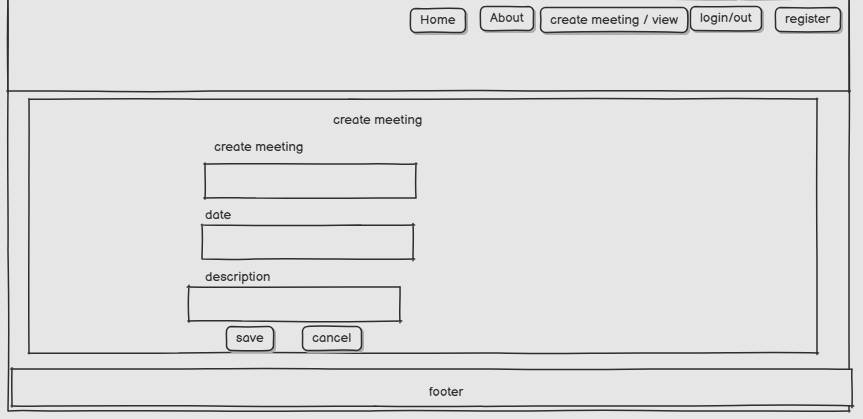 Home
About
create meeting / view
login/out
register
create meeting
create meeting
date
description
save
cancel
footer